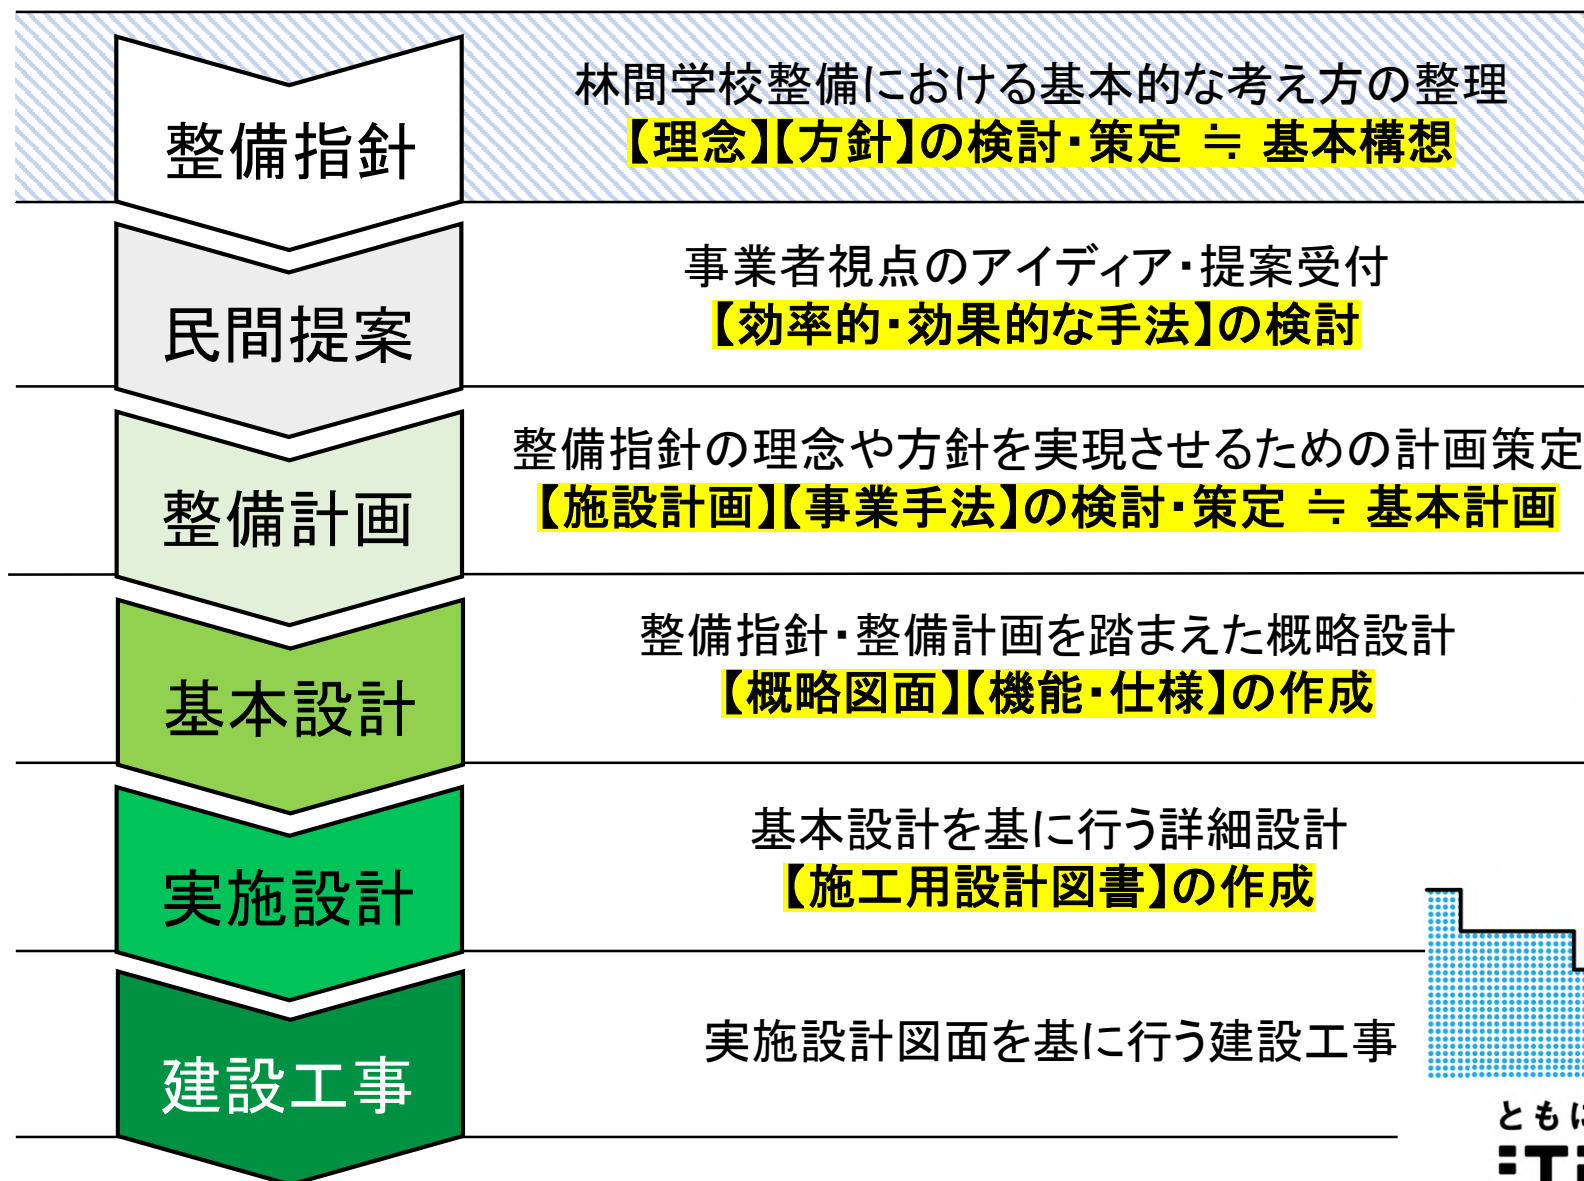 整備指針
林間学校整備における基本的な考え方の整理
【理念】【方針】の検討・策定 ≒ 基本構想
民間提案
事業者視点のアイディア・提案受付
【効率的・効果的な手法】の検討
整備計画
整備指針の理念や方針を実現させるための計画策定
【施設計画】【事業手法】の検討・策定 ≒ 基本計画
基本設計
整備指針・整備計画を踏まえた概略設計
【概略図面】【機能・仕様】の作成
実施設計
基本設計を基に行う詳細設計
【施工用設計図書】の作成
建設工事
実施設計図面を基に行う建設工事
ともに